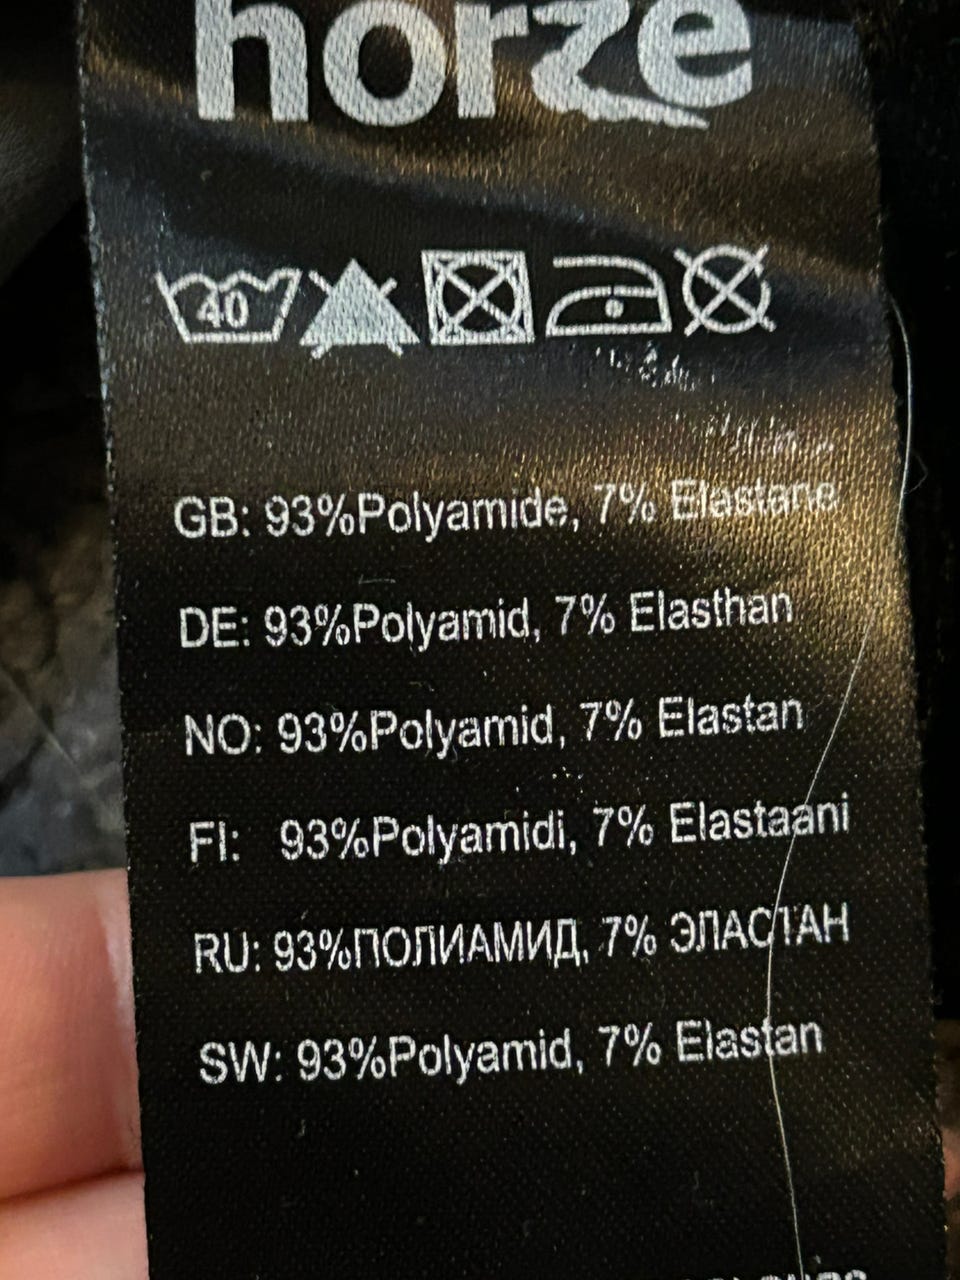 horze
40
GB: 93%Polyamide, 7% Elastane
DE: 93%Polyamid, 7% Elasthan
NO: 93%Polyamid, 7% Elastan
FI: 93%Polyamidi, 7% Elastaani
RU: 93%ПОЛИАМИД, 7% ЭЛАСТАН
SW: 93%Polyamid, 7% Elastan